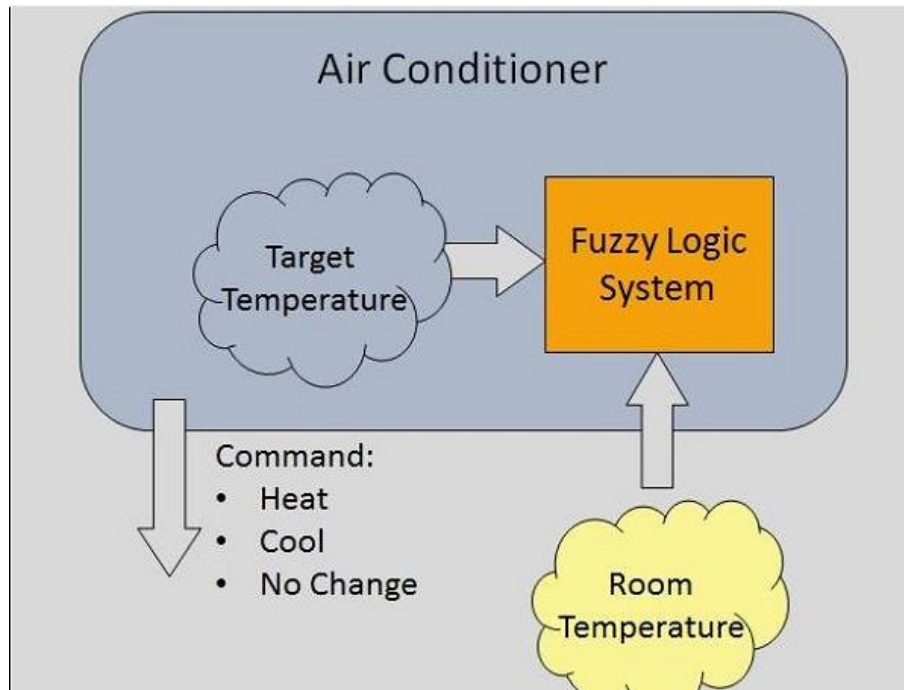 Air Conditioner
Target
Temperature
Fuzzy Logic
System
Command:
• Heat
• Cool
• No Change
Room
Temperature